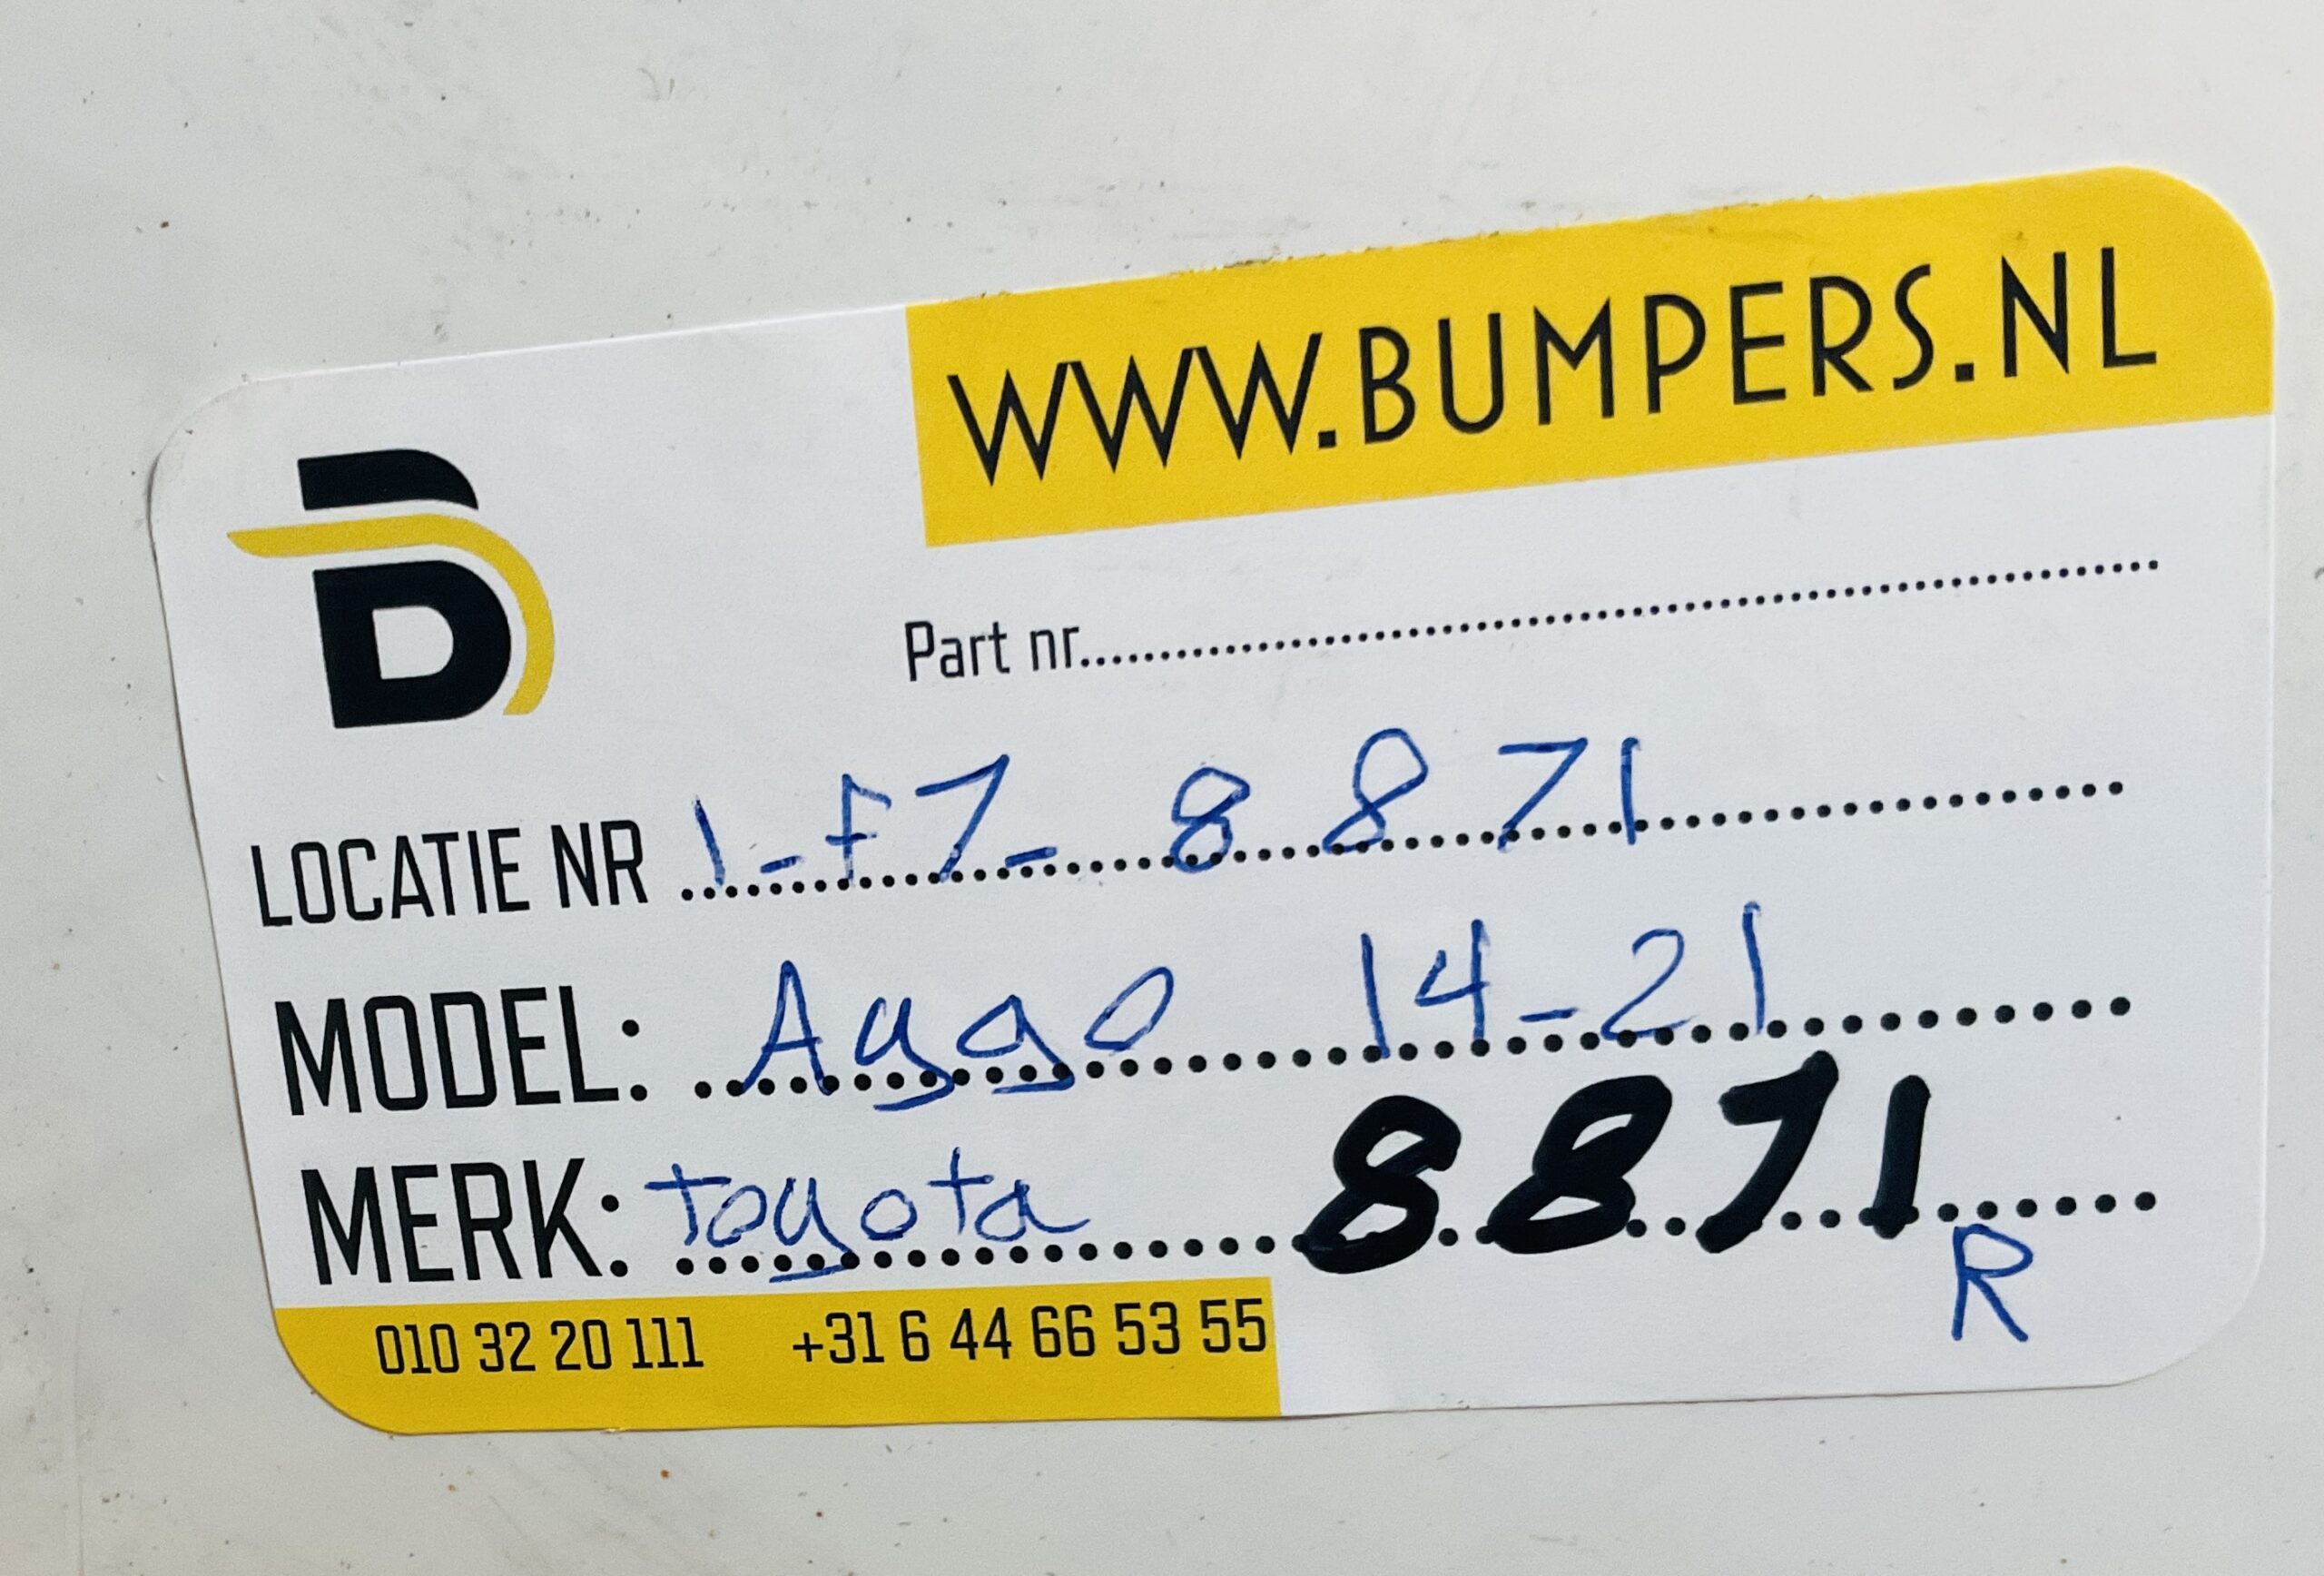 WWW.BUMPERS.NL
Part nr.
LOCATIE NR 1-f7-8871
MODEL: Aygo 14-21
MERK: toyota 8871
R
010 32 20 111 +31 6 44 66 53 55